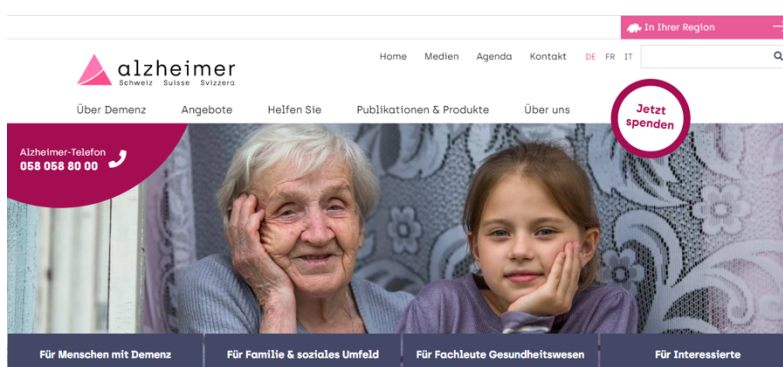 In Ihrer Region
alzheimer
Schweiz Suisse Svizzera
Home Medien Agenda Kontakt DE FR IT
Über Demenz Angebote Helfen Sie Publikationen & Produkte Über uns
Jetzt
spenden
Alzheimer-Telefon
058 058 80 00
Für Menschen mit Demenz Für Familie & soziales Umfeld Für Fachleute Gesundheitswesen Für Interessierte